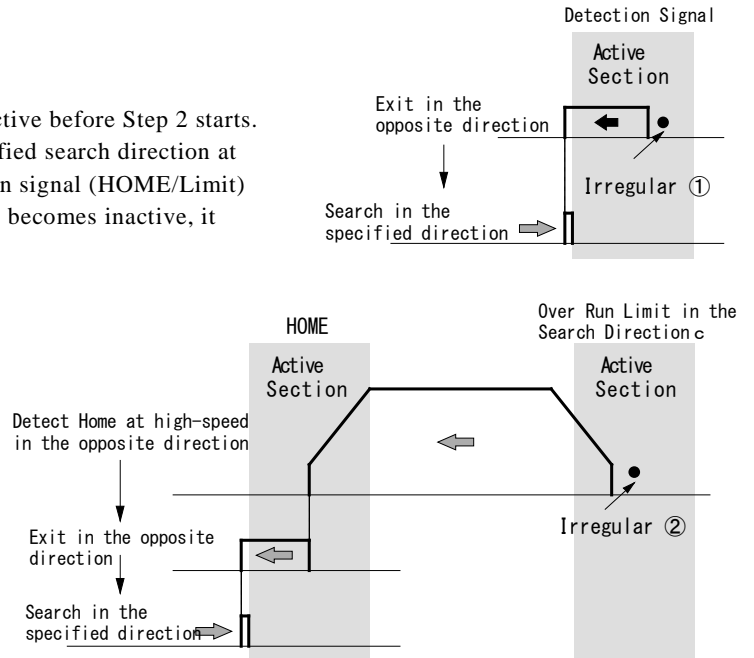 Detection Signal
Active
Section
ctive before Step 2 starts.
fied search direction at
n signal (HOME/Limit)
becomes inactive, it
Exit in the
opposite direction
Irregular ①
Search in the
specified direction
Over Run Limit in the
Search Direction c
HOME
Active
Section
Active
Section
Detect Home at high-speed
in the opposite direction
Irregular ②
Exit in the opposite
direction
Search in the
specified direction